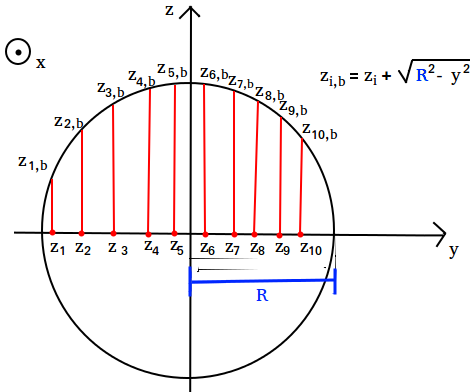 z
x
z₅,b z₆,b
z₄,b z₇,b
z₃,b z₈,b
z₂,b z₉,b
z₁,b z₁₀,b
zᵢ,b = zᵢ + √R² - y²
z₁ z₂ z ₃ z₄ z₅ z₆ z₇ z₈ z₉ z₁₀
y
R